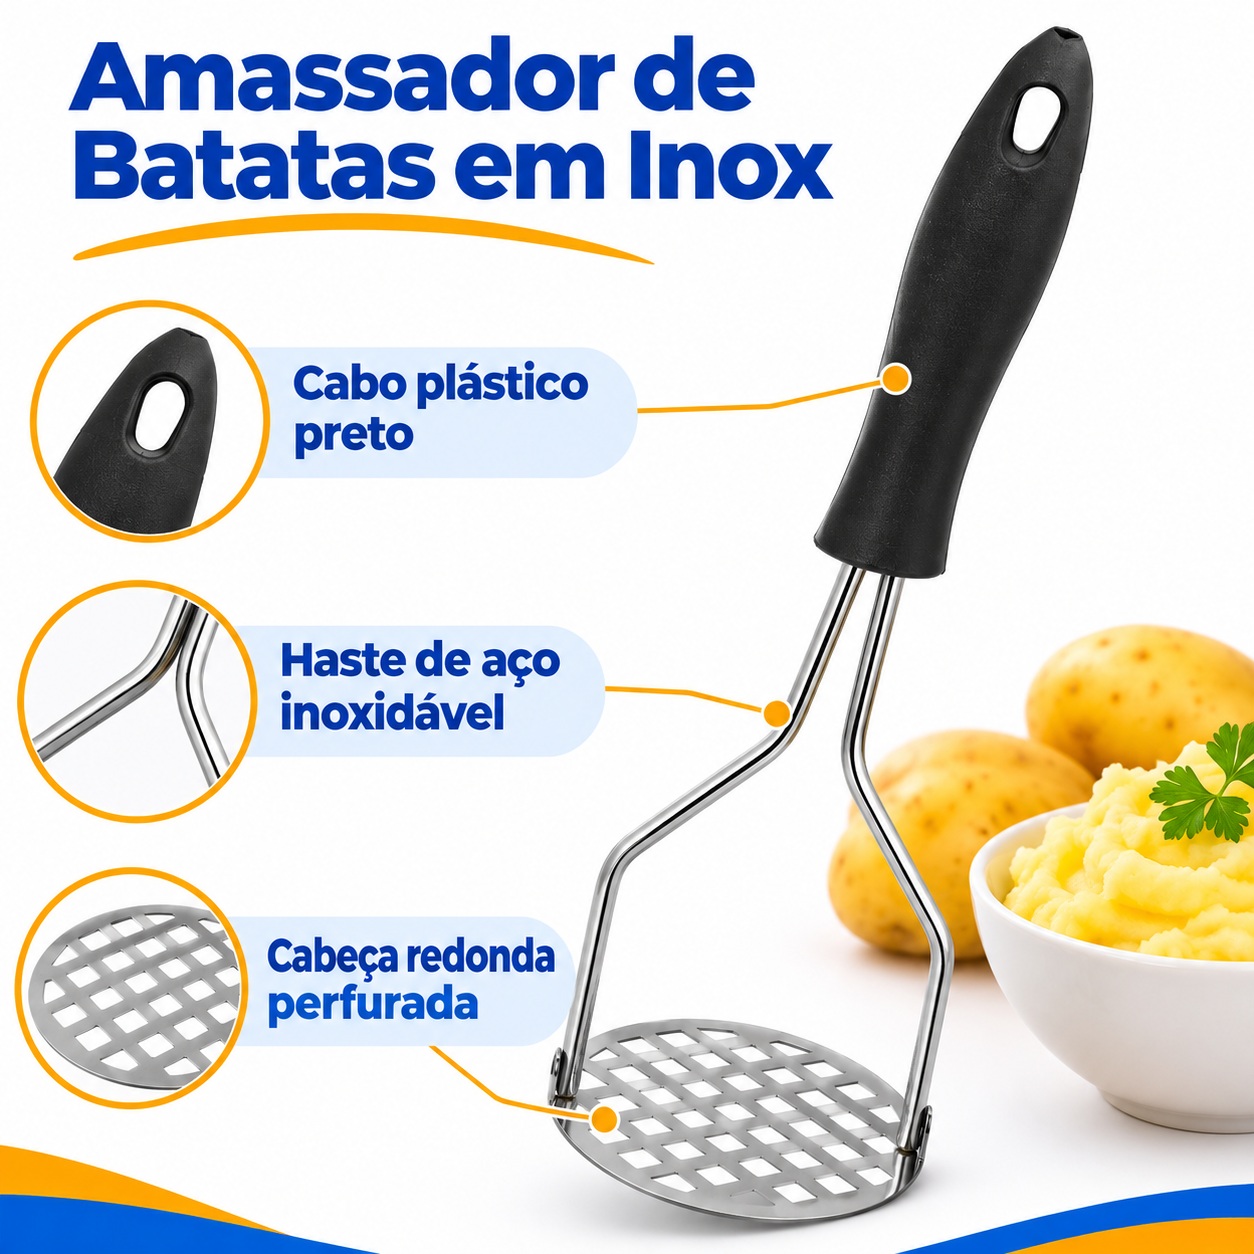 Amassador de
Batatas em Inox
Cabo plástico
preto
Haste de aço
inoxidável
Cabeça redonda
perfurada